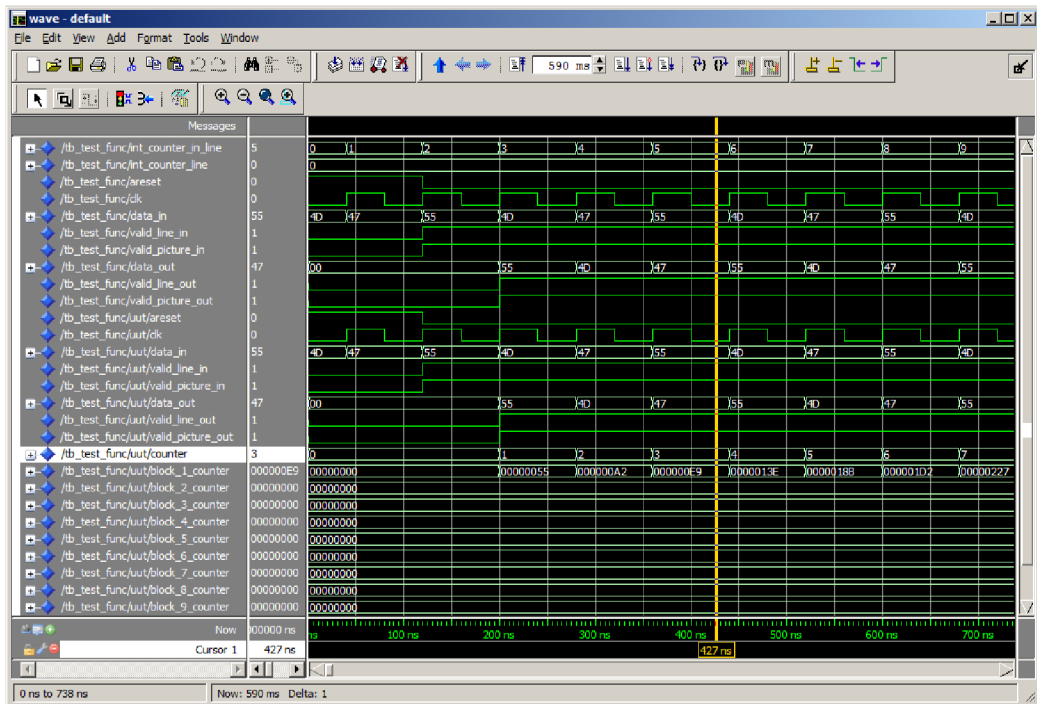 wave - default
File Edit View Add Format Tools Window
590 ms
Messages
/tb_test_func/int_counter_in_line 5 0 1 2 3 4 5 6 7 8 9
/tb_test_func/int_counter_line 0 0
/tb_test_func/areset 0
/tb_test_func/clk 0
/tb_test_func/data_in 55 4D 47 55 4D 47 55 4D 47 55 4D
/tb_test_func/valid_line_in 1
/tb_test_func/valid_picture_in 1
/tb_test_func/data_out 47 00 55 4D 47 55 4D 47 55
/tb_test_func/valid_line_out 1
/tb_test_func/valid_picture_out 1
/tb_test_func/uut/areset 0
/tb_test_func/uut/clk 0
/tb_test_func/uut/data_in 55 4D 47 55 4D 47 55 4D 47 55 4D
/tb_test_func/uut/valid_line_in 1
/tb_test_func/uut/valid_picture_in 1
/tb_test_func/uut/data_out 47 00 55 4D 47 55 4D 47 55
/tb_test_func/uut/valid_line_out 1
/tb_test_func/uut/valid_picture_out 1
/tb_test_func/uut/counter 3 0 1 2 3 4 5 6 7
/tb_test_func/uut/block_1_counter 000000E9 00000000 00000055 000000A2 000000E9 0000013E 0000018B 000001D2 00000227
/tb_test_func/uut/block_2_counter 00000000 00000000
/tb_test_func/uut/block_3_counter 00000000 00000000
/tb_test_func/uut/block_4_counter 00000000 00000000
/tb_test_func/uut/block_5_counter 00000000 00000000
/tb_test_func/uut/block_6_counter 00000000 00000000
/tb_test_func/uut/block_7_counter 00000000 00000000
/tb_test_func/uut/block_8_counter 00000000 00000000
/tb_test_func/uut/block_9_counter 00000000 00000000
Now 00000 ns ns 100 ns 200 ns 300 ns 400 ns 500 ns 600 ns 700 ns
Cursor 1 427 ns 427 ns
0 ns to 738 ns Now: 590 ms Delta: 1